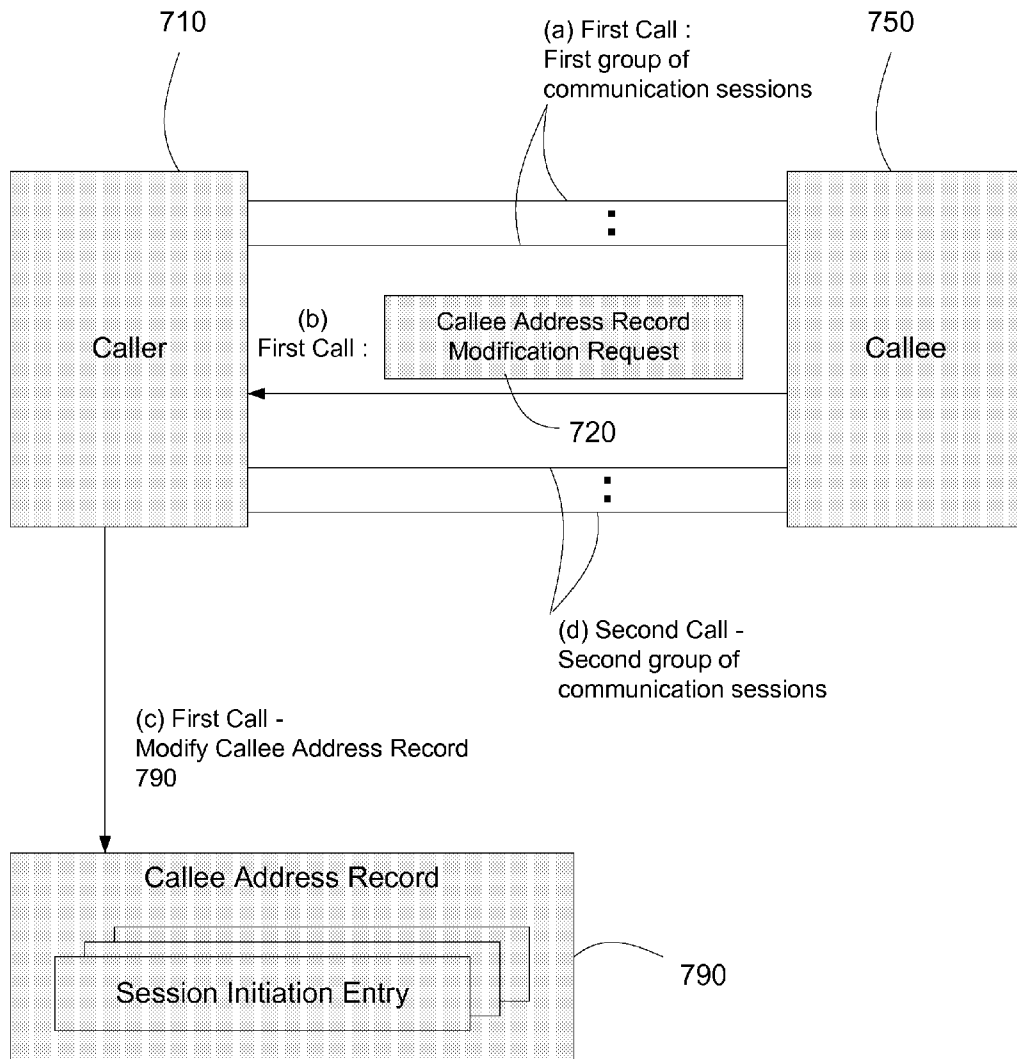 710
(a) First Call :
First group of
communication sessions
750
Caller
(b)
First Call :
Callee Address Record
Modification Request
Callee
720
(d) Second Call -
Second group of
communication sessions
(c) First Call -
Modify Callee Address Record
790
Callee Address Record
Session Initiation Entry
790